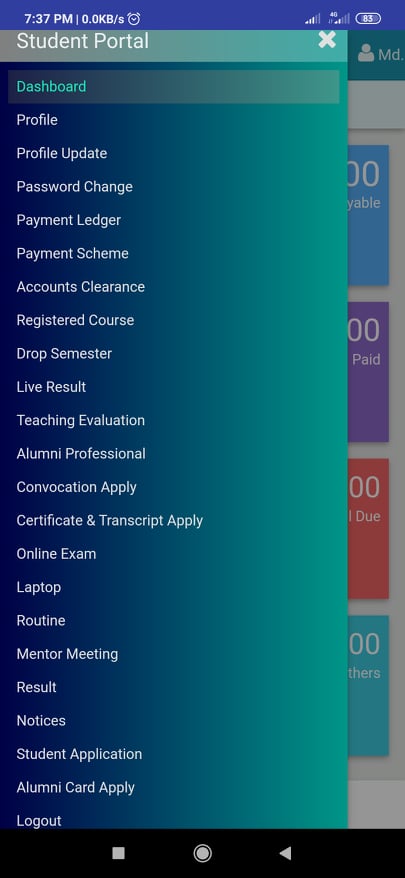 7:37 PM | 0.0KB/s 4G 83
Student Portal
Md.
Dashboard
Profile
Profile Update
Password Change
Payment Ledger
Payment Scheme
Accounts Clearance
Registered Course
Drop Semester
Live Result
Teaching Evaluation
Alumni Professional
Convocation Apply
Certificate & Transcript Apply
Online Exam
Laptop
Routine
Mentor Meeting
Result
Notices
Student Application
Alumni Card Apply
Logout
00
yable
00
Paid
00
l Due
00
thers